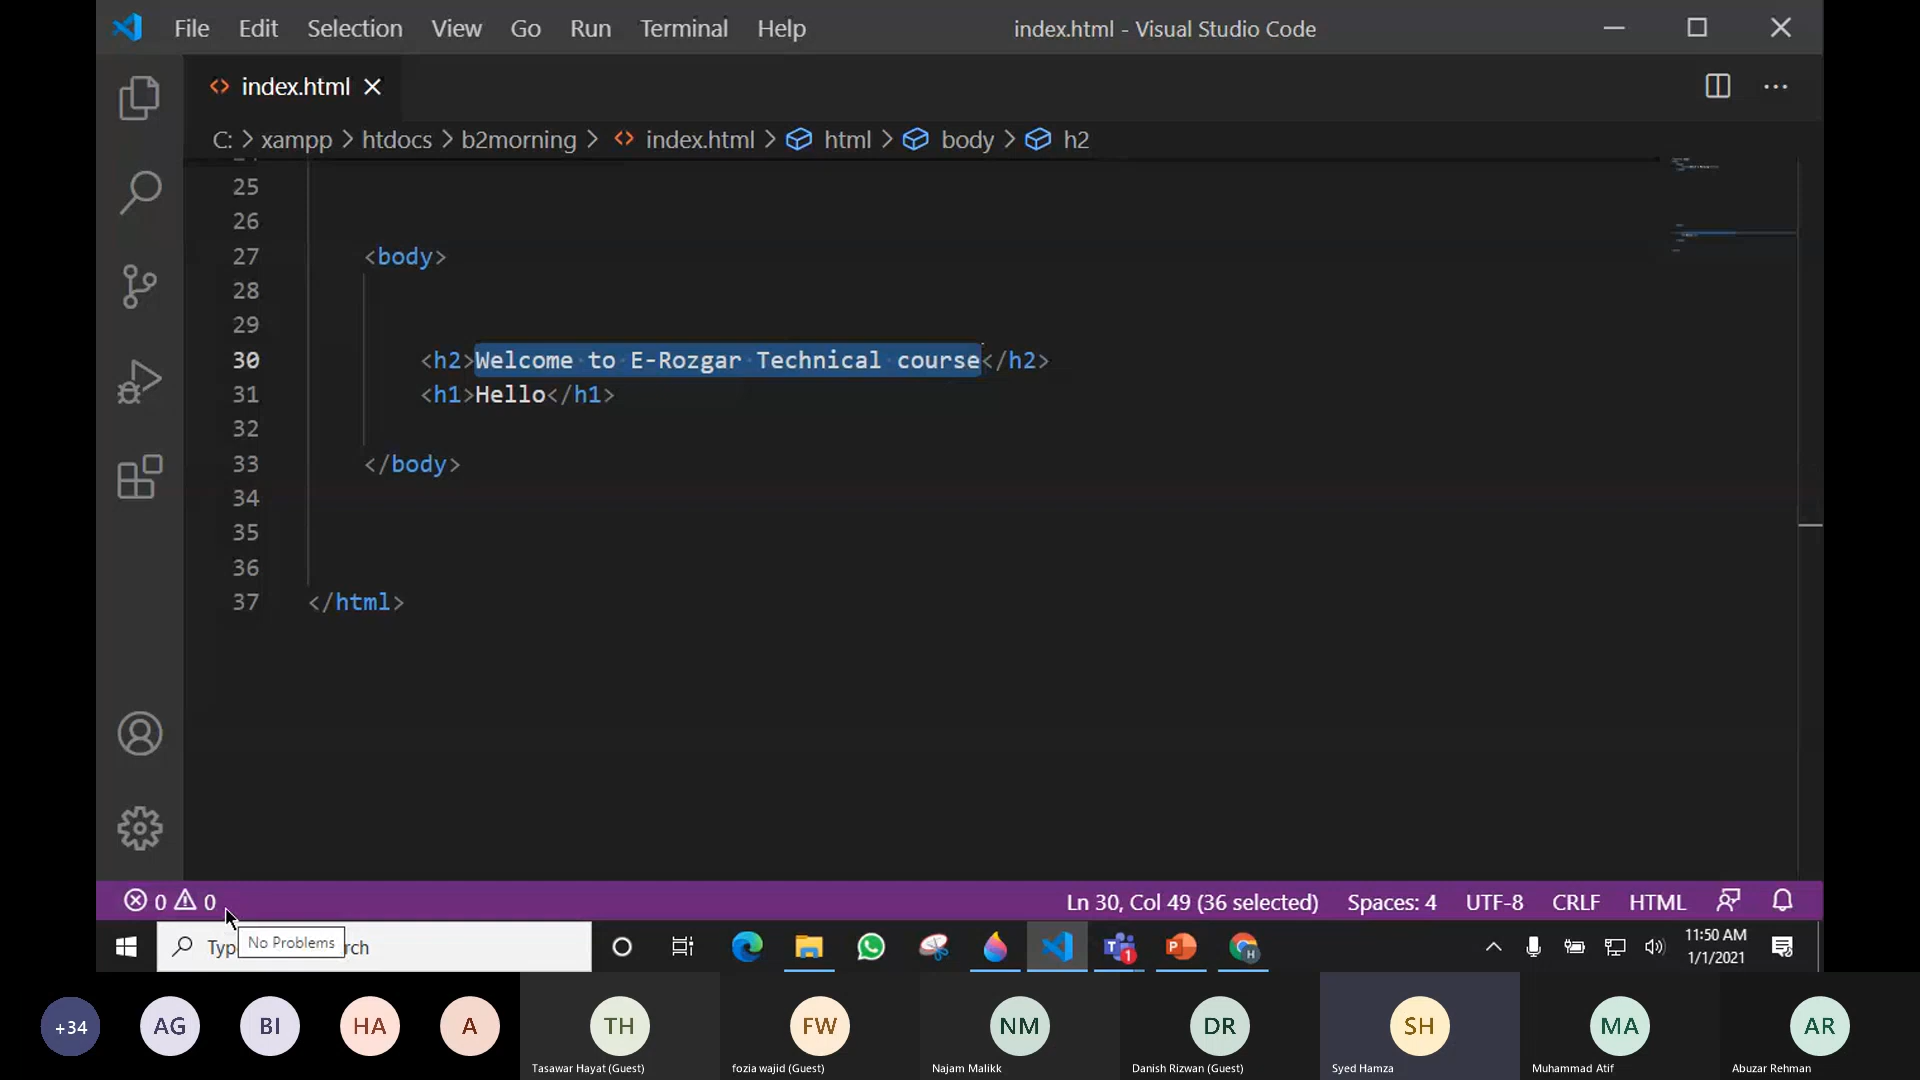 File Edit Selection View Go Run Terminal Help index.html - Visual Studio Code
index.html
C: > xampp > htdocs > b2morning > index.html > html > body > h2
25
26
27 <body>
28
29
30 <h2>Welcome to E-Rozgar Technical course</h2>
31 <h1>Hello</h1>
32
33 </body>
34
35
36
37 </html>
0 0 Ln 30, Col 49 (36 selected) Spaces: 4 UTF-8 CRLF HTML
No Problems
1
H
11:50 AM
1/1/2021
+34 AG BI HA A TH FW NM DR SH MA AR
Tasawar Hayat (Guest) fozia wajid (Guest) Najam Malikk Danish Rizwan (Guest) Syed Hamza Muhammad Atif Abuzar Rehman